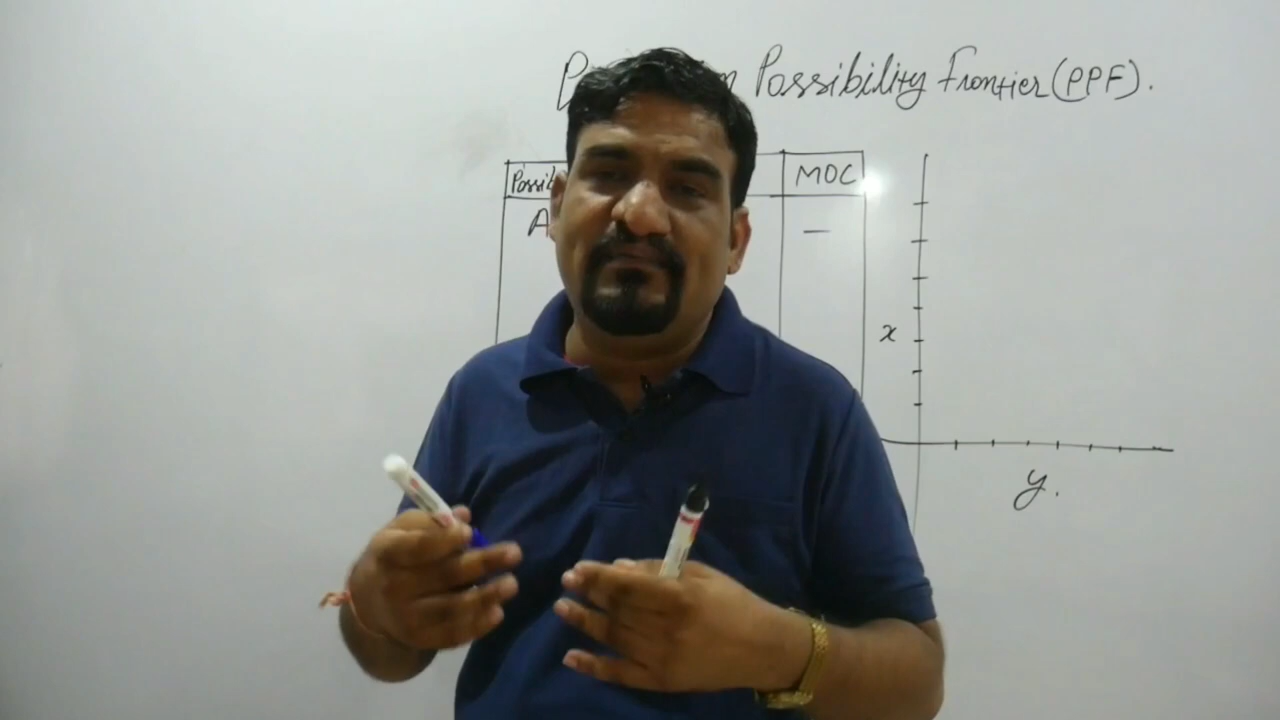 Possibility Frontier (PPF).
MOC
A —
x
y.